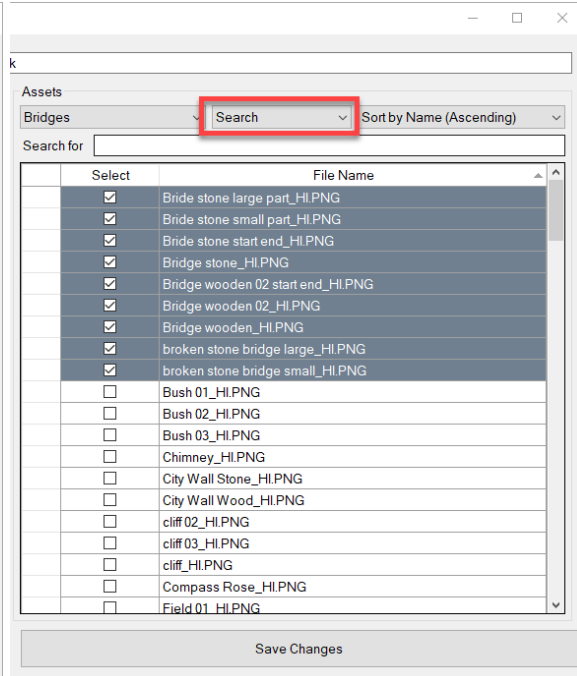 k
Assets
Bridges Search Sort by Name (Ascending)
Search for
Select File Name
Bride stone large part_HI.PNG
Bride stone small part_HI.PNG
Bride stone start end_HI.PNG
Bridge stone_HI.PNG
Bridge wooden 02 start end_HI.PNG
Bridge wooden 02_HI.PNG
Bridge wooden_HI.PNG
broken stone bridge large_HI.PNG
broken stone bridge small_HI.PNG
Bush 01_HI.PNG
Bush 02_HI.PNG
Bush 03_HI.PNG
Chimney_HI.PNG
City Wall Stone_HI.PNG
City Wall Wood_HI.PNG
cliff 02_HI.PNG
cliff 03_HI.PNG
cliff_HI.PNG
Compass Rose_HI.PNG
Field 01_HI.PNG
Save Changes